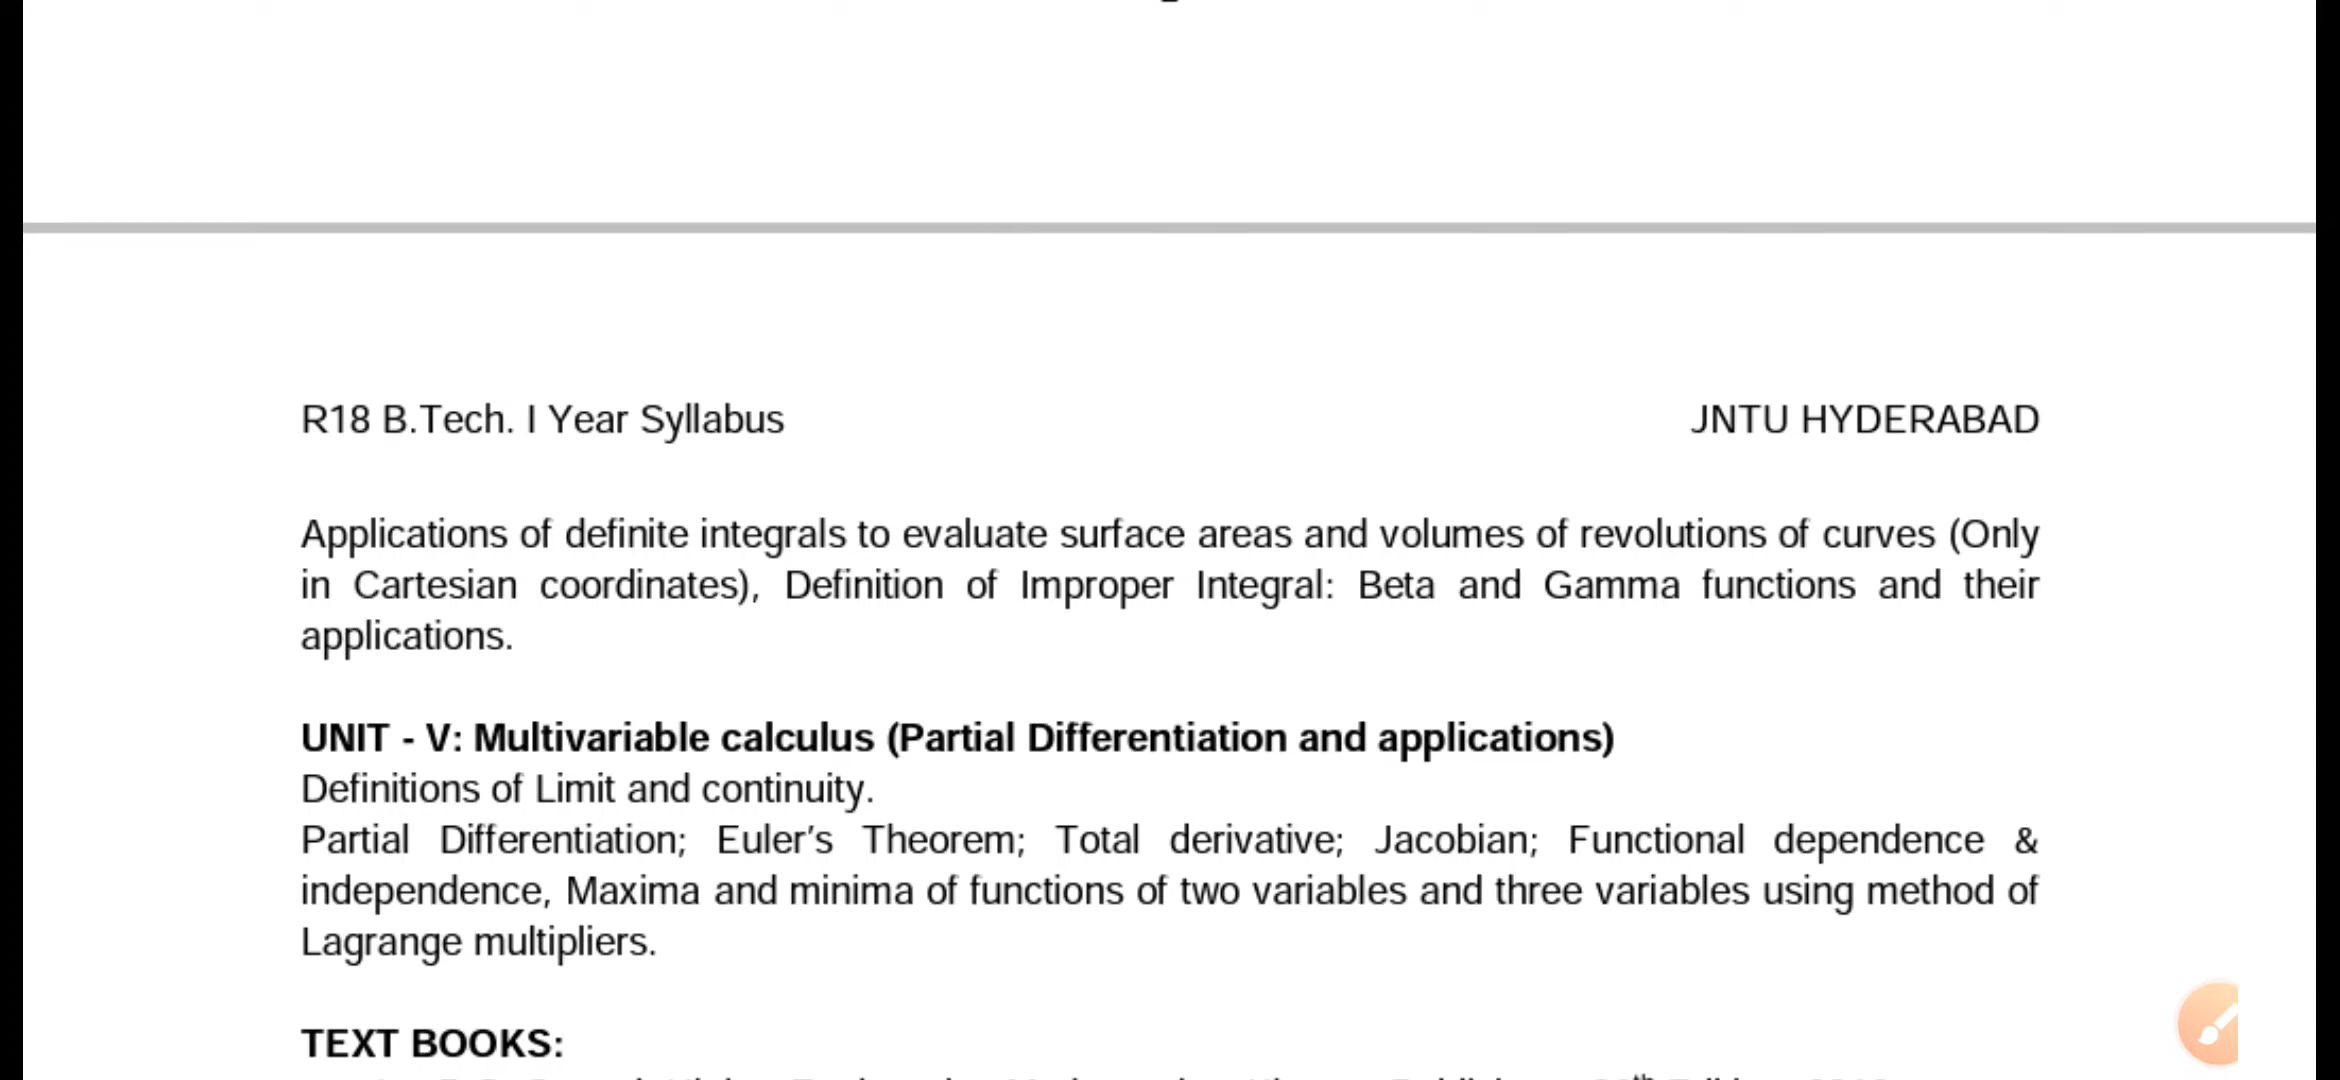 R18 B.Tech. I Year Syllabus JNTU HYDERABAD
Applications of definite integrals to evaluate surface areas and volumes of revolutions of curves (Only
in Cartesian coordinates), Definition of Improper Integral: Beta and Gamma functions and their
applications.
UNIT - V: Multivariable calculus (Partial Differentiation and applications)
Definitions of Limit and continuity.
Partial Differentiation; Euler's Theorem; Total derivative; Jacobian; Functional dependence &
independence, Maxima and minima of functions of two variables and three variables using method of
Lagrange multipliers.
TEXT BOOKS: